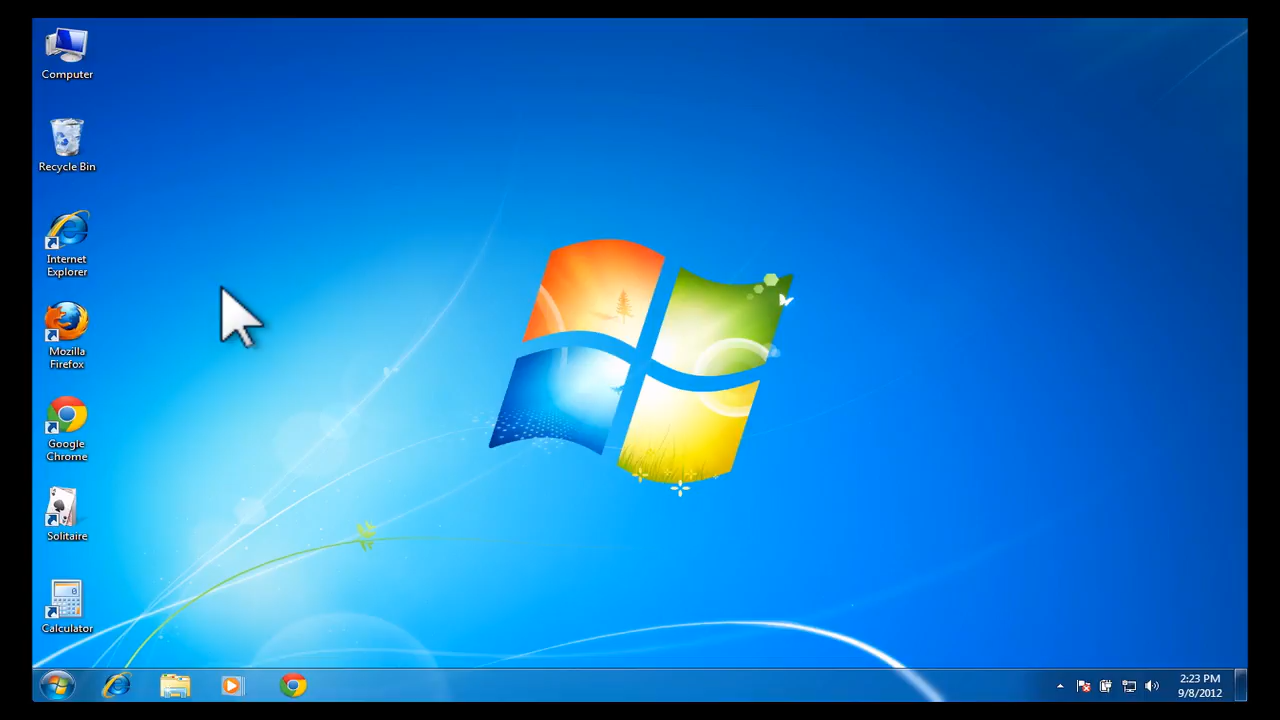 Computer
Recycle Bin
Internet
Explorer
Mozilla
Firefox
Google
Chrome
Solitaire
Calculator
2:23 PM
9/8/2012